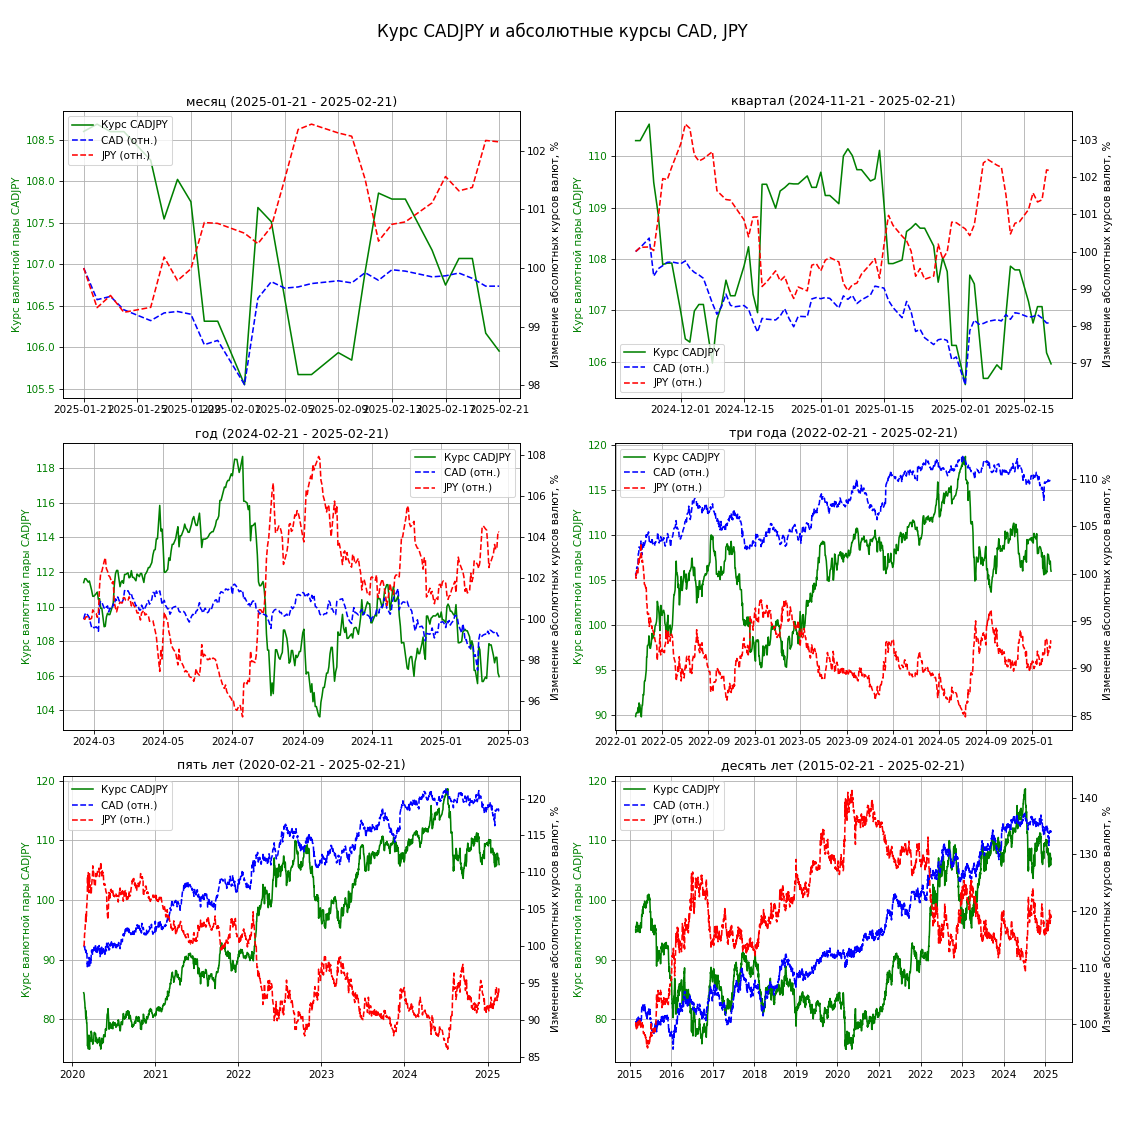 Курс CADJPY и абсолютные курсы CAD, JPY
месяц (2025-01-21 - 2025-02-21)
Курс CADJPY
CAD (отн.)
JPY (отн.)
Курс валютной пары CADJPY
108.5
108.0
107.5
107.0
106.5
106.0
105.5
Изменение абсолютных курсов валют, %
102
101
100
99
98
2025-01-21 2025-01-25 2025-01-29 2025-02-01 2025-02-05 2025-02-09 2025-02-13 2025-02-17 2025-02-21
квартал (2024-11-21 - 2025-02-21)
Курс валютной пары CADJPY
110
109
108
107
106
Курс CADJPY
CAD (отн.)
JPY (отн.)
Изменение абсолютных курсов валют, %
103
102
101
100
99
98
97
2024-12-01 2024-12-15 2025-01-01 2025-01-15 2025-02-01 2025-02-15
год (2024-02-21 - 2025-02-21)
Курс CADJPY
CAD (отн.)
JPY (отн.)
Курс валютной пары CADJPY
118
116
114
112
110
108
106
104
Изменение абсолютных курсов валют, %
108
106
104
102
100
98
96
2024-03 2024-05 2024-07 2024-09 2024-11 2025-01 2025-03
три года (2022-02-21 - 2025-02-21)
Курс CADJPY
CAD (отн.)
JPY (отн.)
Курс валютной пары CADJPY
120
115
110
105
100
95
90
Изменение абсолютных курсов валют, %
110
105
100
95
90
85
2022-01 2022-05 2022-09 2023-01 2023-05 2023-09 2024-01 2024-05 2024-09 2025-01
пять лет (2020-02-21 - 2025-02-21)
Курс CADJPY
CAD (отн.)
JPY (отн.)
Курс валютной пары CADJPY
120
110
100
90
80
Изменение абсолютных курсов валют, %
120
115
110
105
100
95
90
85
2020 2021 2022 2023 2024 2025
десять лет (2015-02-21 - 2025-02-21)
Курс CADJPY
CAD (отн.)
JPY (отн.)
Курс валютной пары CADJPY
120
110
100
90
80
Изменение абсолютных курсов валют, %
140
130
120
110
100
2015 2016 2017 2018 2019 2020 2021 2022 2023 2024 2025